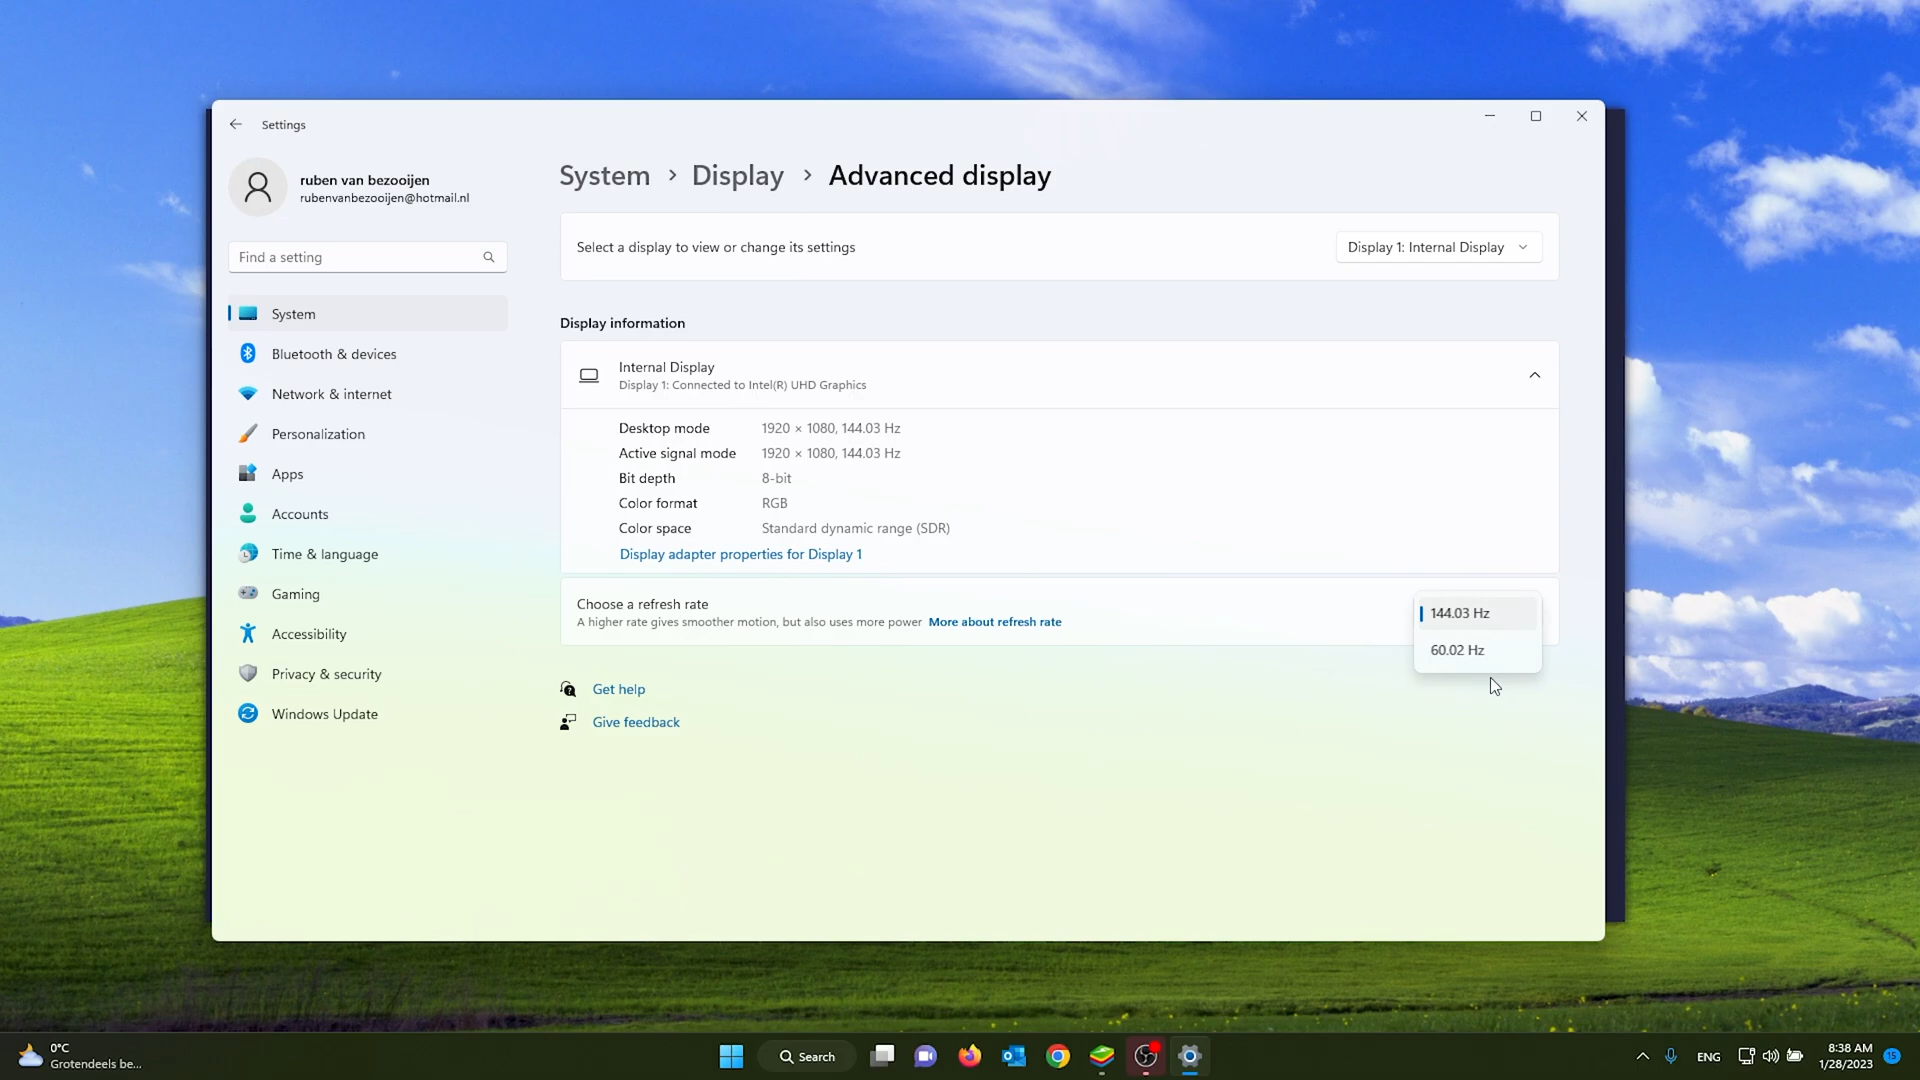 Settings
ruben van bezooijen
rubenvanbezooijen@hotmail.nl
Find a setting
System
Bluetooth & devices
Network & internet
Personalization
Apps
Accounts
Time & language
Gaming
Accessibility
Privacy & security
Windows Update
System > Display > Advanced display
Select a display to view or change its settings
Display 1: Internal Display
Display information
Internal Display
Display 1: Connected to Intel(R) UHD Graphics
Desktop mode 1920 × 1080, 144.03 Hz
Active signal mode 1920 × 1080, 144.03 Hz
Bit depth 8-bit
Color format RGB
Color space Standard dynamic range (SDR)
Display adapter properties for Display 1
Choose a refresh rate
A higher rate gives smoother motion, but also uses more power More about refresh rate
144.03 Hz
60.02 Hz
Get help
Give feedback
0°C
Grotendeels be...
Search
ENG
8:38 AM
1/28/2023
15